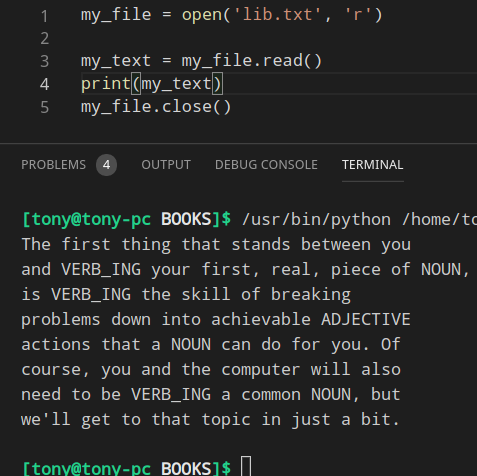 1 my_file = open('lib.txt', 'r')
2
3 my_text = my_file.read()
4 print(my_text)
5 my_file.close()
PROBLEMS 4 OUTPUT DEBUG CONSOLE TERMINAL
[tony@tony-pc BOOKS]$ /usr/bin/python /home/to
The first thing that stands between you
and VERB_ING your first, real, piece of NOUN,
is VERB_ING the skill of breaking
problems down into achievable ADJECTIVE
actions that a NOUN can do for you. Of
course, you and the computer will also
need to be VERB_ING a common NOUN, but
we'll get to that topic in just a bit.
[tony@tony-pc BOOKS]$